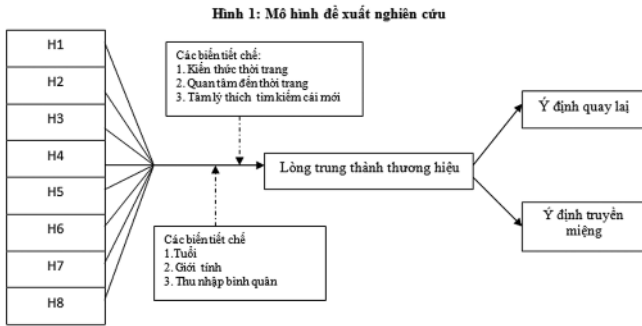 Hình 1: Mô hình đề xuất nghiên cứu
H1
H2
H3
H4
H5
H6
H7
H8
Các biến tiết chế:
1. Kiến thức thời trang
2. Quan tâm đến thời trang
3. Tâm lý thích tìm kiếm cái mới
Các biến tiết chế
1.Tuổi
2. Giới tính
3. Thu nhập bình quân
Lòng trung thành thương hiệu
Ý định quay lại
Ý định truyền
miệng